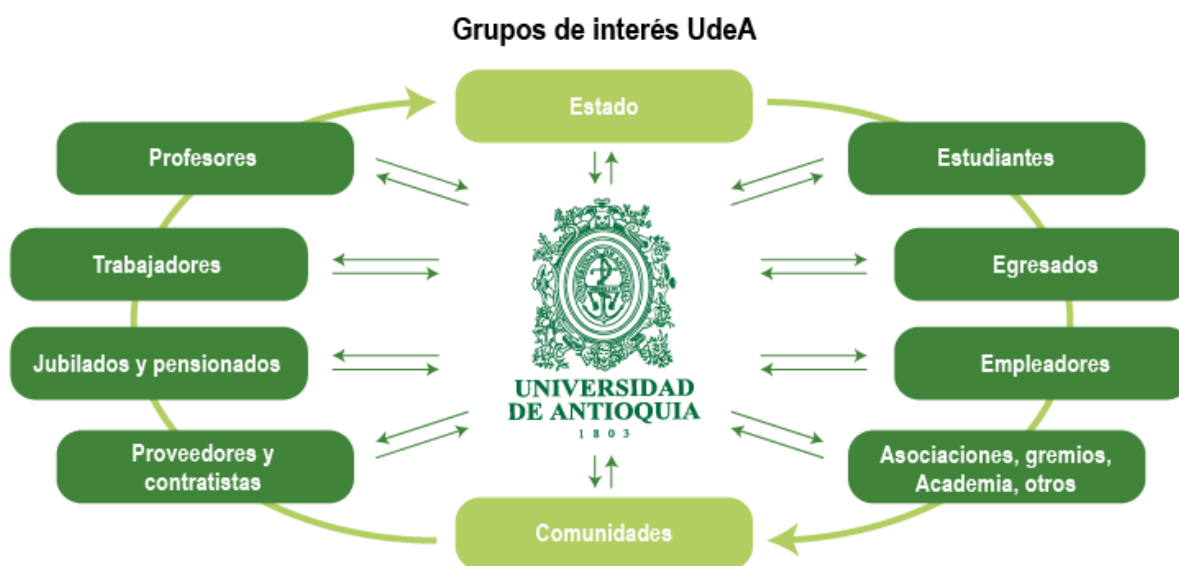 Grupos de interés UdeA
Estado
Profesores
Estudiantes
Trabajadores
Egresados
Jubilados y pensionados
Empleadores
UNIVERSIDAD
DE ANTIOQUIA
1803
Proveedores y
contratistas
Asociaciones, gremios,
Academia, otros
Comunidades